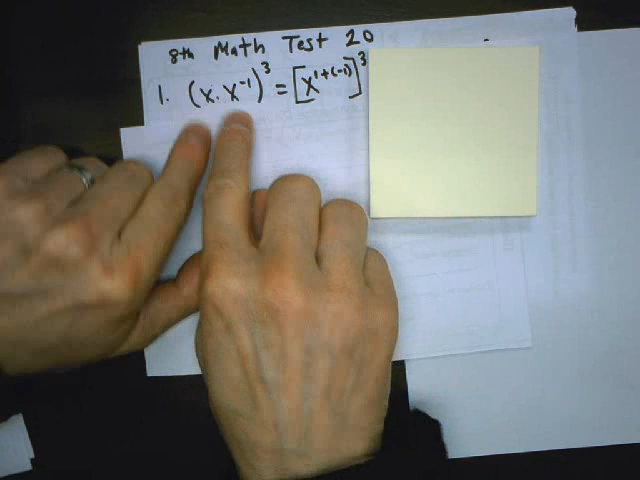 8th Math Test 20
1. (x · x⁻¹)³ = [x¹⁺⁽⁻¹⁾]³